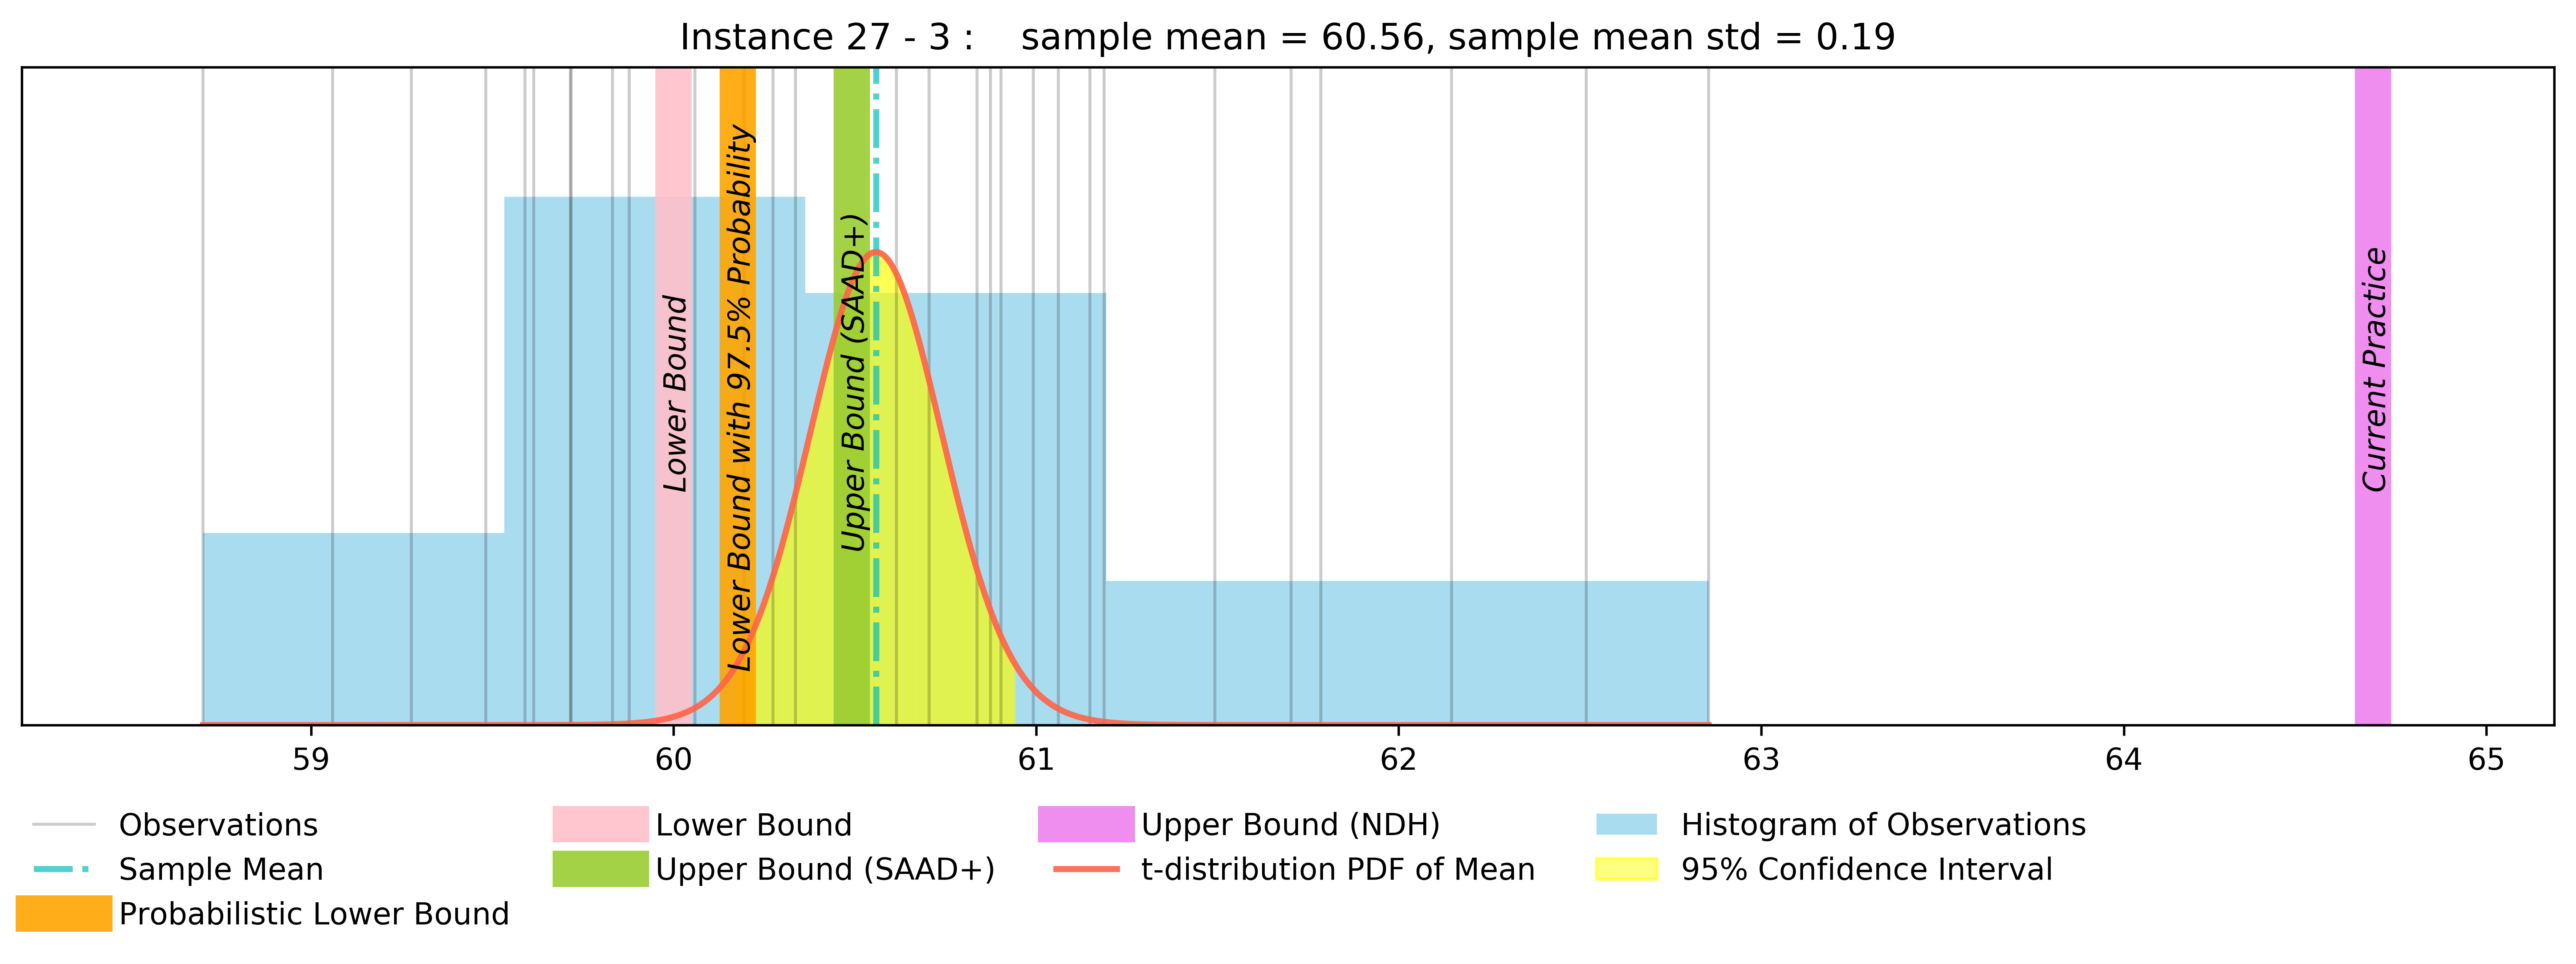 Instance 27 - 3 :    sample mean = 60.56, sample mean std = 0.19
Lower Bound
Lower Bound with 97.5% Probability
Upper Bound (SAAD+)
Current Practice
59 60 61 62 63 64 65
Observations
Sample Mean
Probabilistic Lower Bound
Lower Bound
Upper Bound (SAAD+)
Upper Bound (NDH)
t-distribution PDF of Mean
Histogram of Observations
95% Confidence Interval